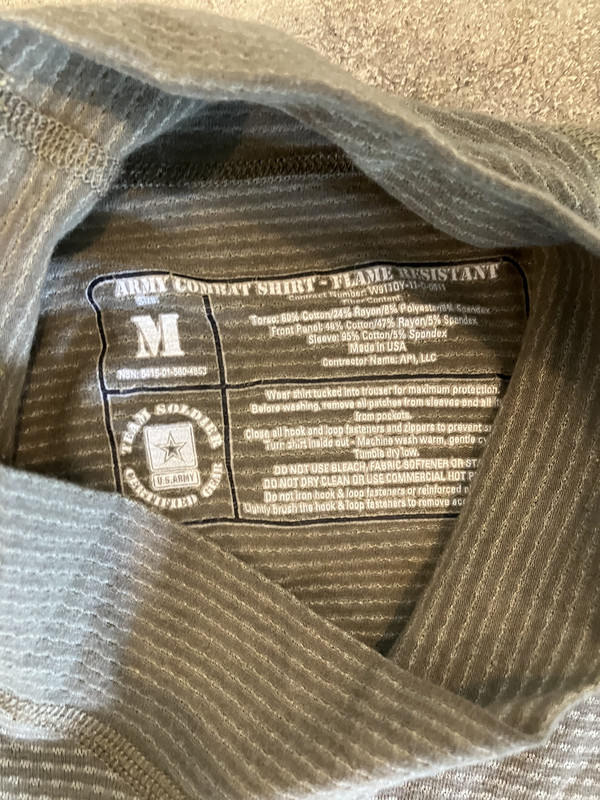 ARMY COMBAT SHIRT - FLAME RESISTANT
Size
M
Contract Number: W913QY-11-D-0011
Fiber Content:
Torso: 68% Cotton/24% Rayon/8% Polyester/8% Spandex
Front Panel: 48% Cotton/47% Rayon/5% Spandex
Sleeve: 95% Cotton/5% Spandex
Made in USA
Contractor Name: API, LLC
NSN: 8415-01-580-4853
TEAM SOLDIER
U.S.ARMY
CERTIFIED GEAR
Wear shirt tucked into trouser for maximum protection.
Before washing, remove all patches from sleeves and all
from pockets.
Close all hook and loop fasteners and zippers to prevent
Turn shirt inside out - Machine wash warm, gentle
Tumble dry low.
DO NOT USE BLEACH, FABRIC SOFTENER OR
DO NOT DRY CLEAN OR USE COMMERCIAL HOT
Do not iron hook & loop fasteners or reinforced
Lightly brush the hook & loop fasteners to remove